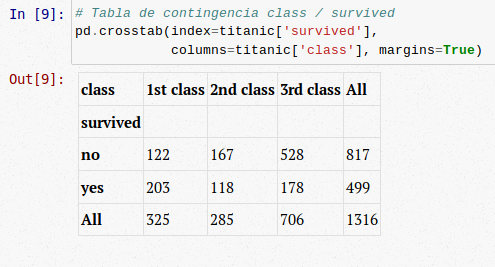 In [9]: # Tabla de contingencia class / survived
pd.crosstab(index=titanic['survived'],
columns=titanic['class'], margins=True)
Out[9]:
class 1st class 2nd class 3rd class All
survived
no 122 167 528 817
yes 203 118 178 499
All 325 285 706 1316